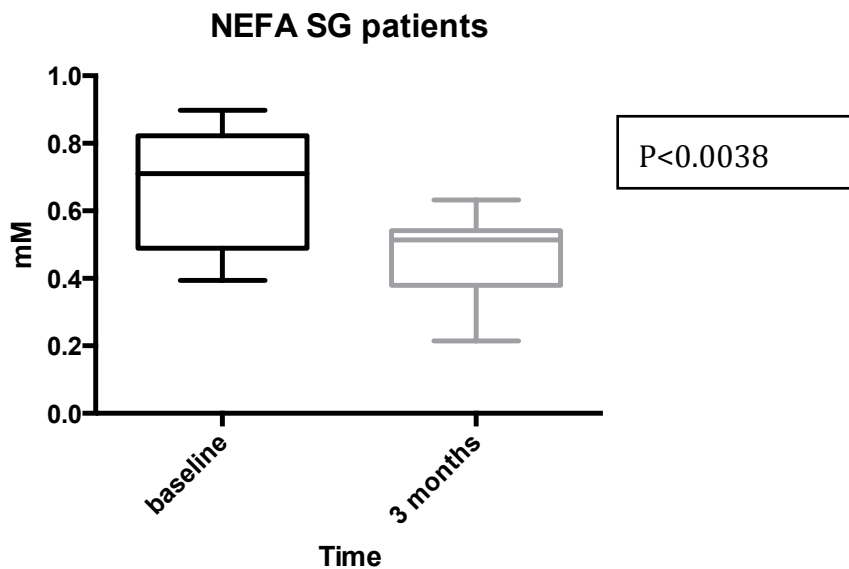 NEFA SG patients
1.0
0.8
0.6
0.4
0.2
0.0
mM
baseline
3 months
Time
P<0.0038